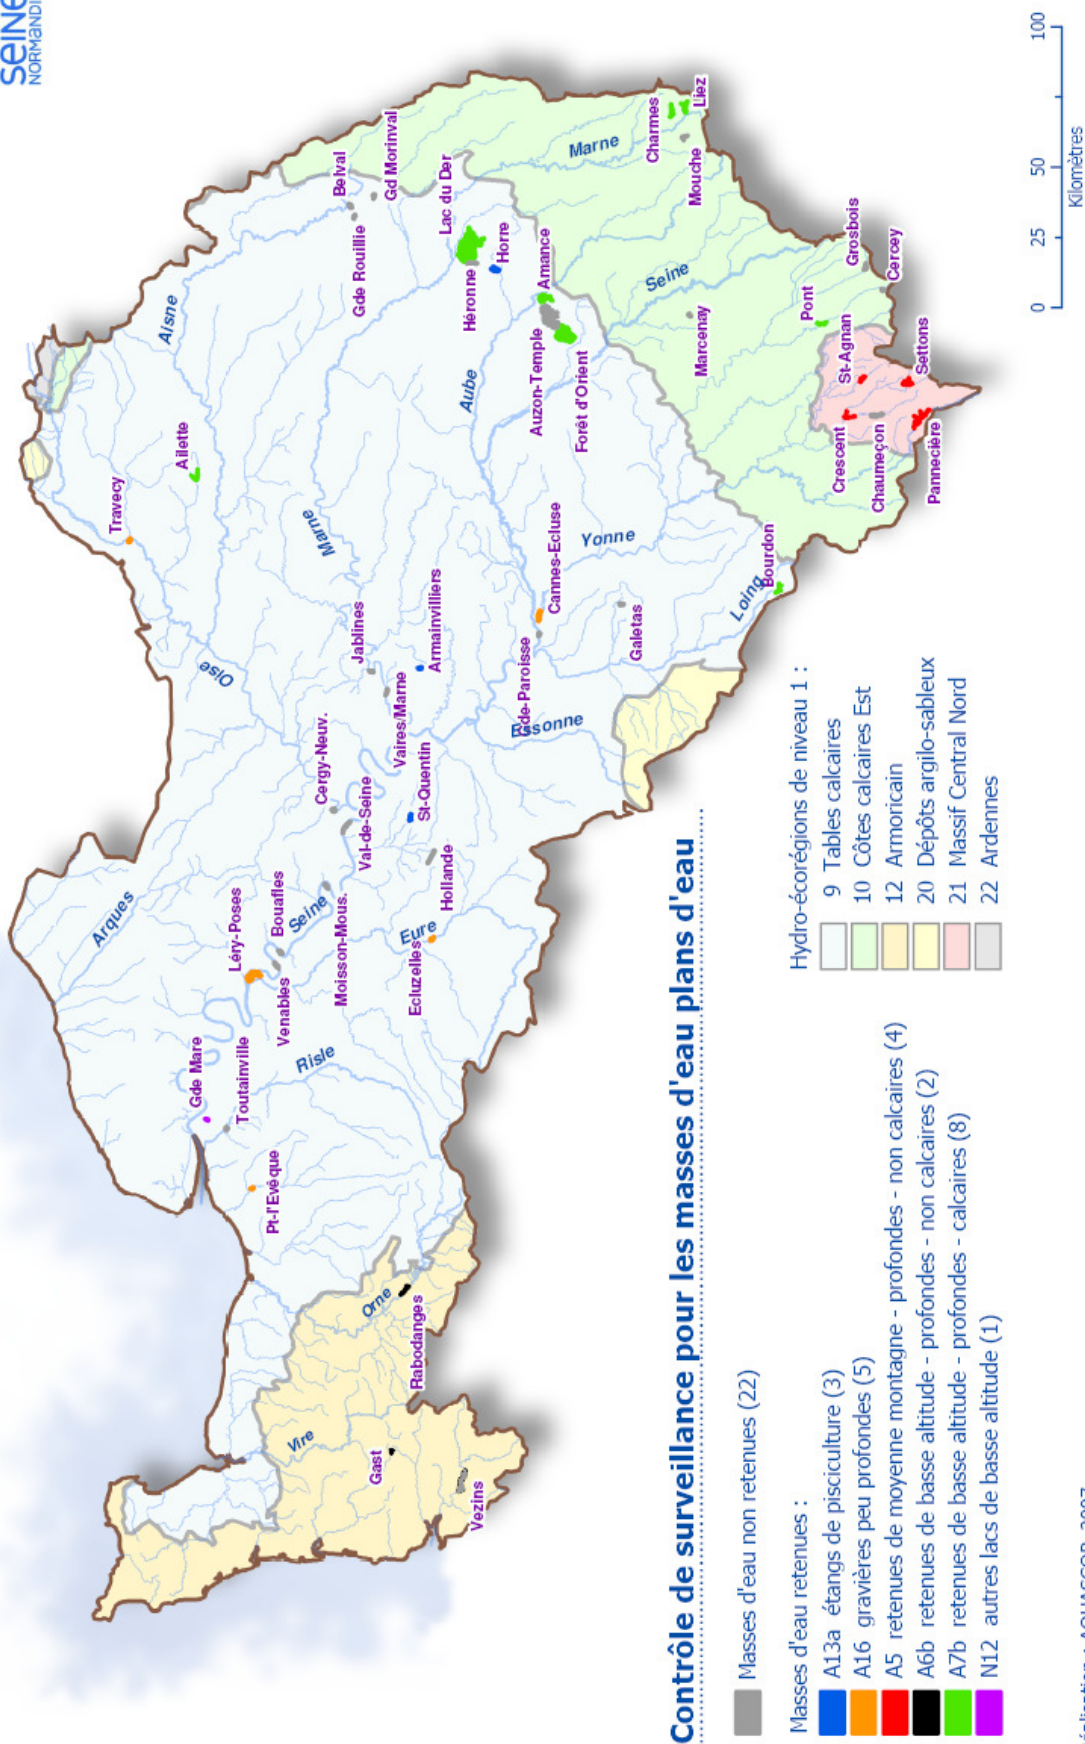 SEINE
NORMANDI
Arques
Oise
Aisne
Travecy
Ailette
Belval
Gd Morinval
Gde Rouillie
Lac du Der
Héronne
Horre
Marne
Charmes
Liez
Mouche
Amance
Aube
Auzon-Temple
Forêt d'Orient
Seine
Marcenay
Pont
Grosbois
Cercey
St-Agnan
Settons
Crescent
Chaumeçon
Pannecière
Marne
Yonne
Cannes-Ecluse
Bourdon
Loing
Galetas
Gde-Paroisse
Essonne
Jablines
Armainvilliers
Vaires/Marne
Cergy-Neuv.
Val-de-Seine
St-Quentin
Hollande
Léry-Poses
Bouafles
Seine
Venables
Moisson-Mous.
Eure
Ecluzelles
Gde Mare
Toutainville
Risle
Pt-l'Evêque
Orne
Rabodanges
Vire
Gast
Vezins
0 25 50 100
Kilomètres
Contrôle de surveillance pour les masses d'eau plans d'eau
Masses d'eau non retenues (22)
Masses d'eau retenues :
A13a étangs de pisciculture (3)
A16 gravières peu profondes (5)
A5 retenues de moyenne montagne - profondes - non calcaires (4)
A6b retenues de basse altitude - profondes - non calcaires (2)
A7b retenues de basse altitude - profondes - calcaires (8)
N12 autres lacs de basse altitude (1)
Hydro-écorégions de niveau 1 :
9 Tables calcaires
10 Côtes calcaires Est
12 Armoricain
20 Dépôts argilo-sableux
21 Massif Central Nord
22 Ardennes